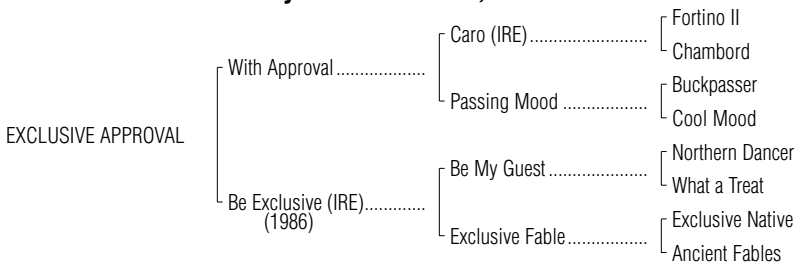 Fortino II
Caro (IRE)..........................
Chambord
With Approval ....................
Buckpasser
Passing Mood ...................
Cool Mood
EXCLUSIVE APPROVAL
Northern Dancer
Be My Guest .......................
What a Treat
Be Exclusive (IRE).............
(1986)
Exclusive Native
Exclusive Fable..................
Ancient Fables